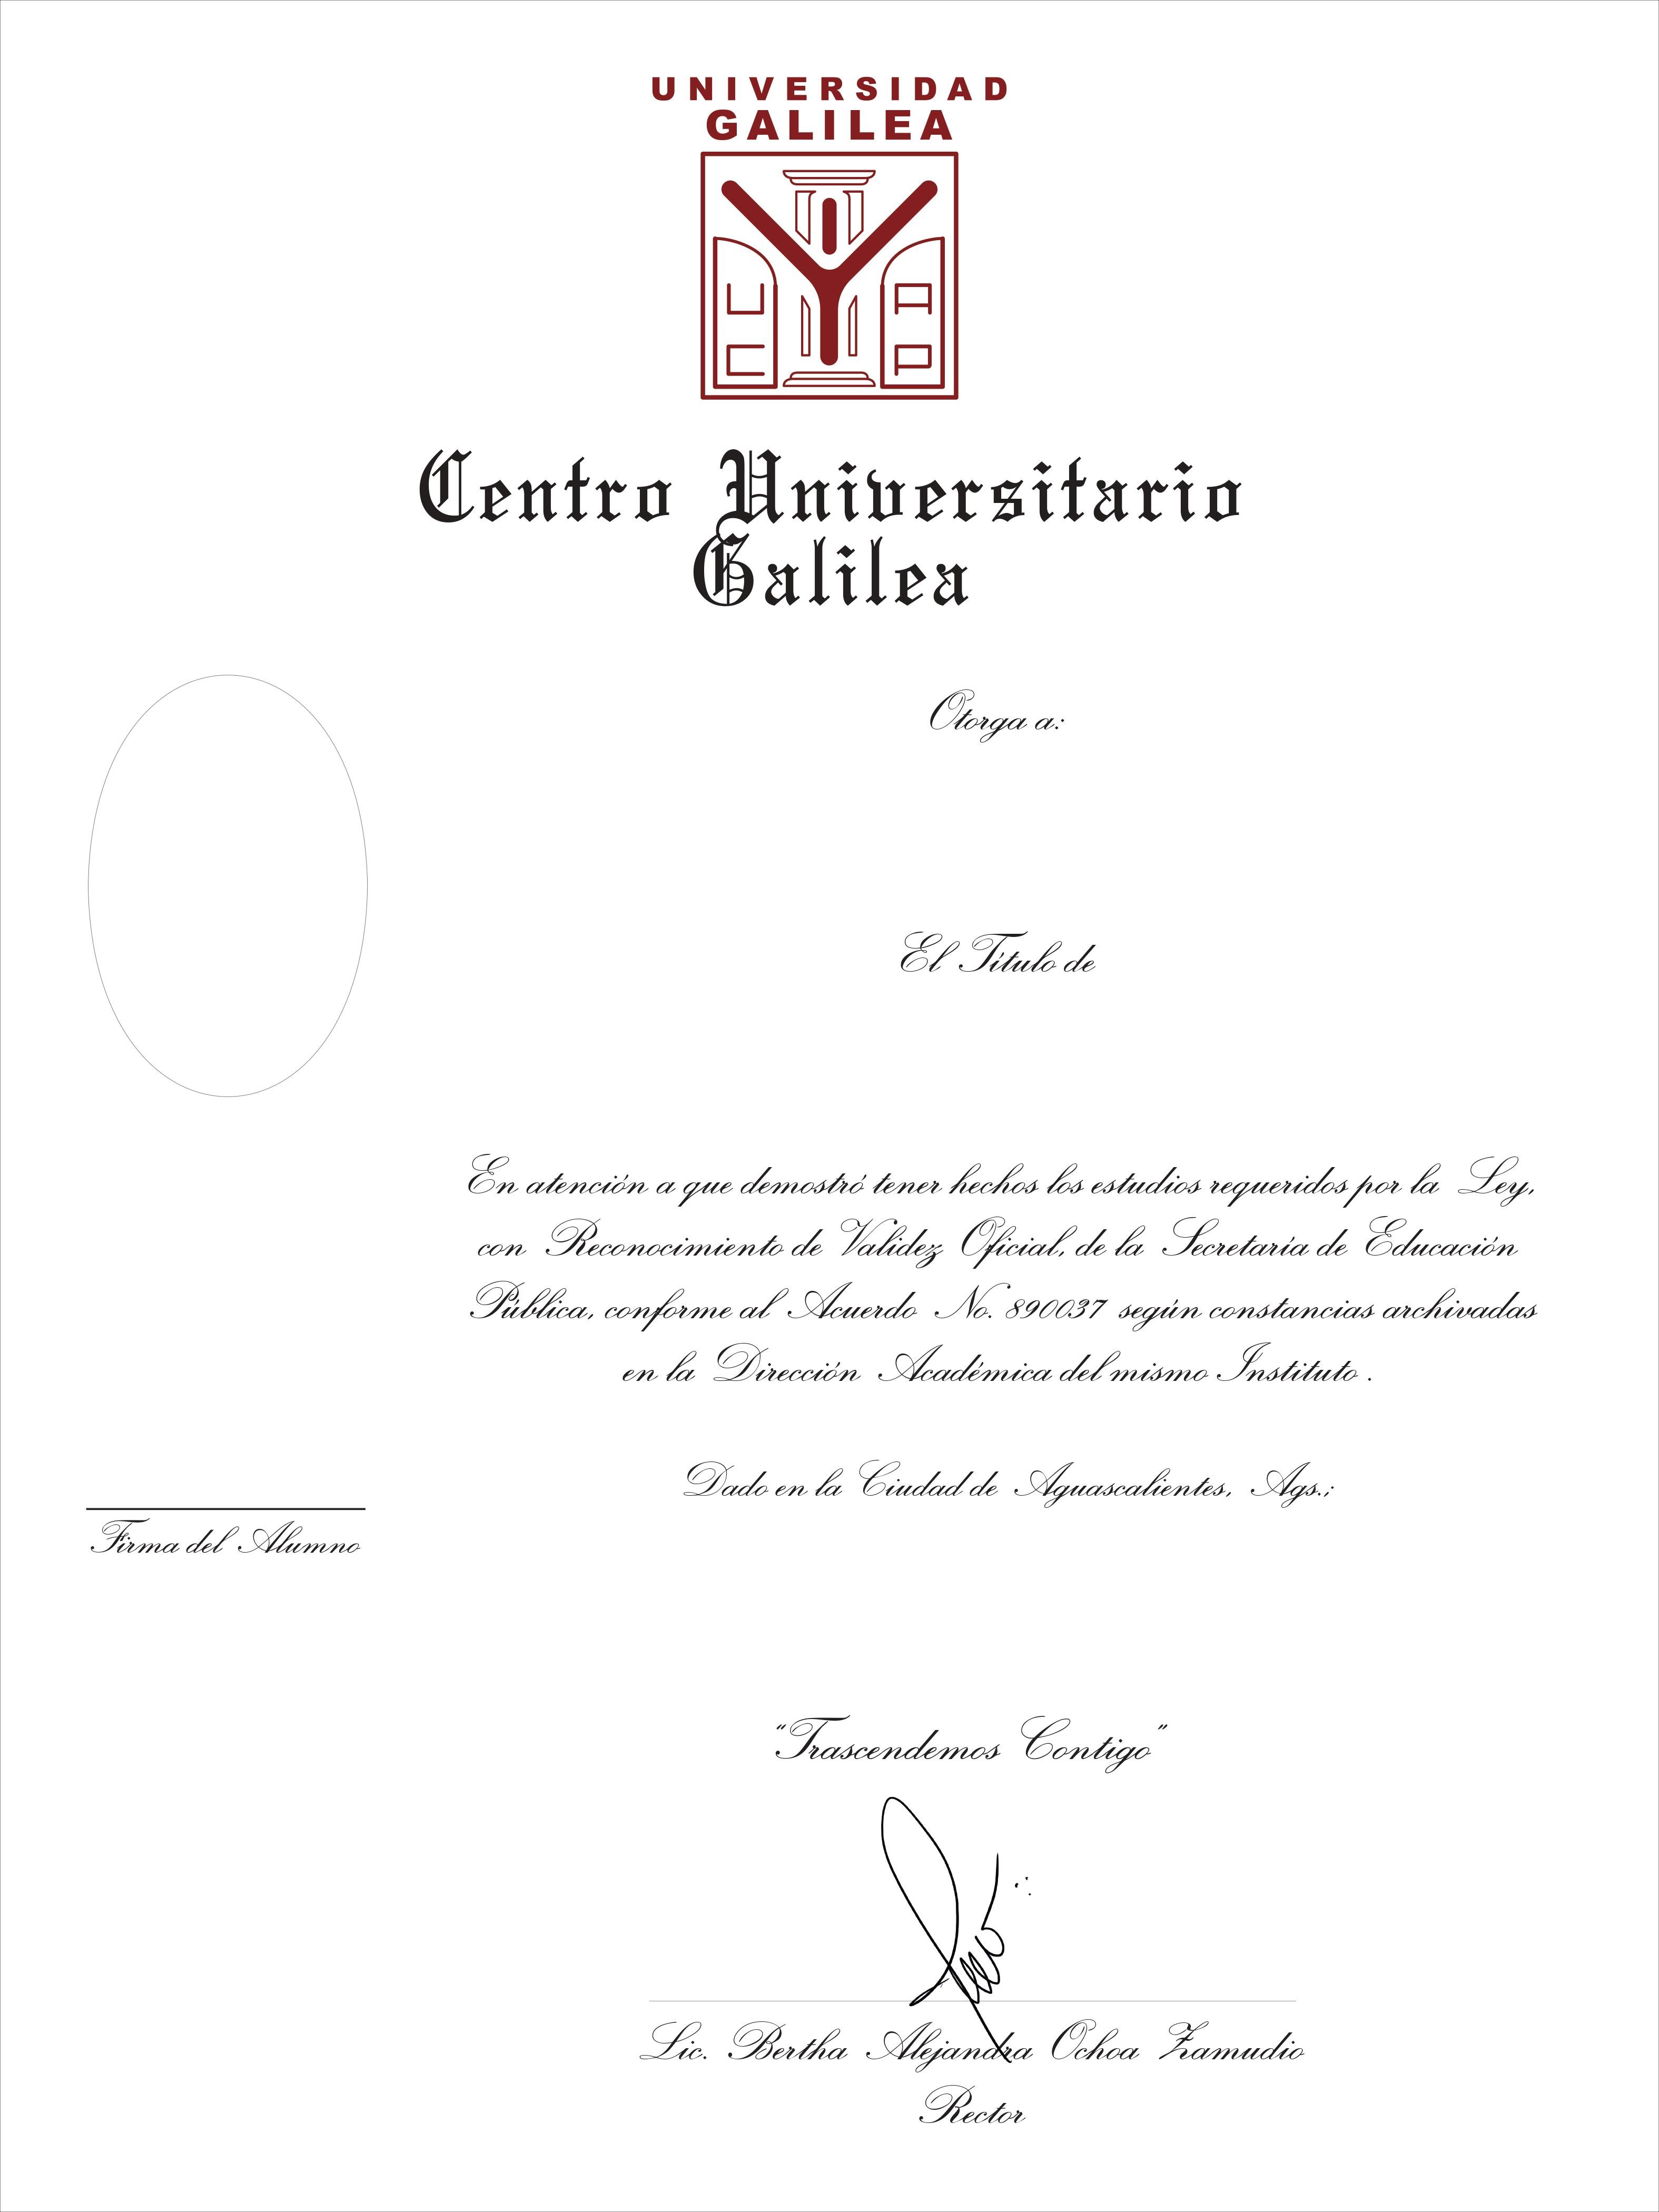 UNIVERSIDAD
GALILEA
U A
C P
Centro Universitario
Galilea
Otorga a:
El Título de
En atención a que demostró tener hechos los estudios requeridos por la Ley,
con Reconocimiento de Validez Oficial, de la Secretaría de Educación
Pública, conforme al Acuerdo No. 890037 según constancias archivadas
en la Dirección Académica del mismo Instituto .
Dado en la Ciudad de Aguascalientes, Ags.;
Firma del Alumno
“Trascendemos Contigo”
Lic. Bertha Alejandra Ochoa Zamudio
Rector